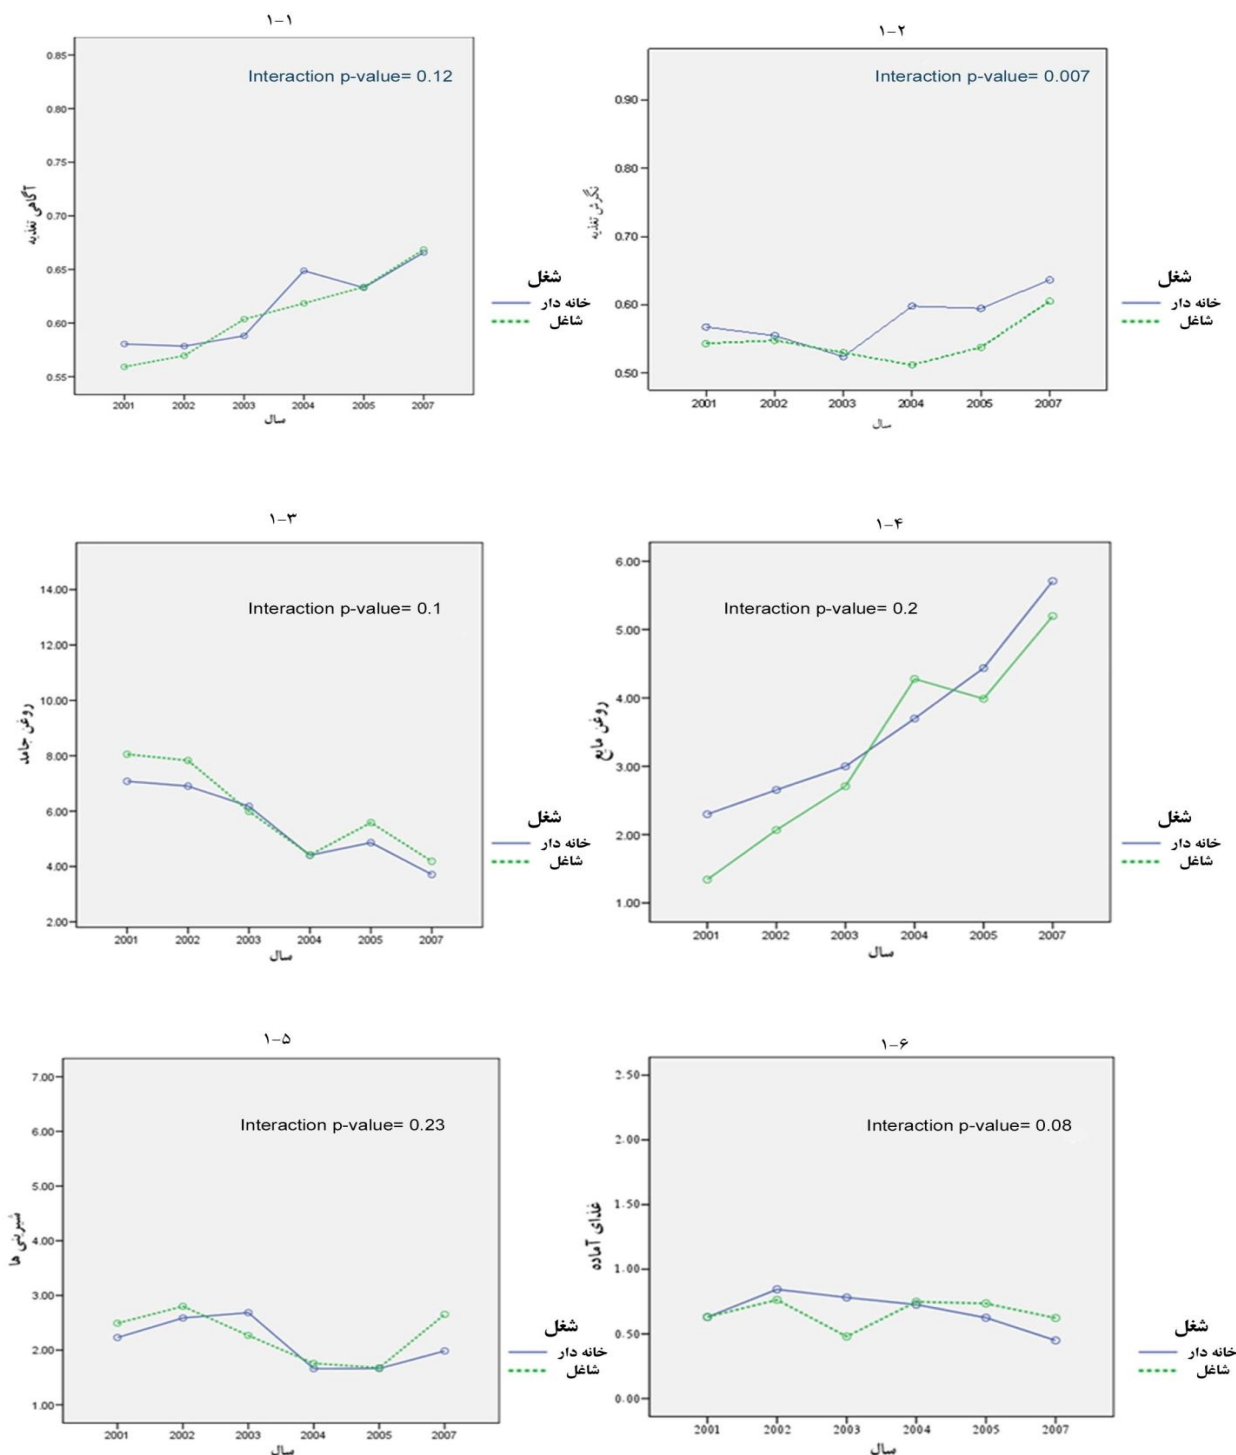 ۱-۱
Interaction p-value= 0.12
0.85
0.80
0.75
0.70
0.65
0.60
0.55
آگاهی تغذیه
2001 2002 2003 2004 2005 2007
سال
شغل
خانه دار
شاغل
۱-۲
Interaction p-value= 0.007
0.90
0.80
0.70
0.60
0.50
نگرش تغذیه
2001 2002 2003 2004 2005 2007
سال
شغل
خانه دار
شاغل
۱-۳
Interaction p-value= 0.1
14.00
12.00
10.00
8.00
6.00
4.00
2.00
روغن جامد
2001 2002 2003 2004 2005 2007
سال
شغل
خانه دار
شاغل
۱-۴
Interaction p-value= 0.2
6.00
5.00
4.00
3.00
2.00
1.00
روغن مایع
2001 2002 2003 2004 2005 2007
سال
شغل
خانه دار
شاغل
۱-۵
Interaction p-value= 0.23
7.00
6.00
5.00
4.00
3.00
2.00
1.00
شیرینی ها
2001 2002 2003 2004 2005 2007
سال
شغل
خانه دار
شاغل
۱-۶
Interaction p-value= 0.08
2.50
2.00
1.50
1.00
0.50
0.00
غذای آماده
2001 2002 2003 2004 2005 2007
سال
شغل
خانه دار
شاغل